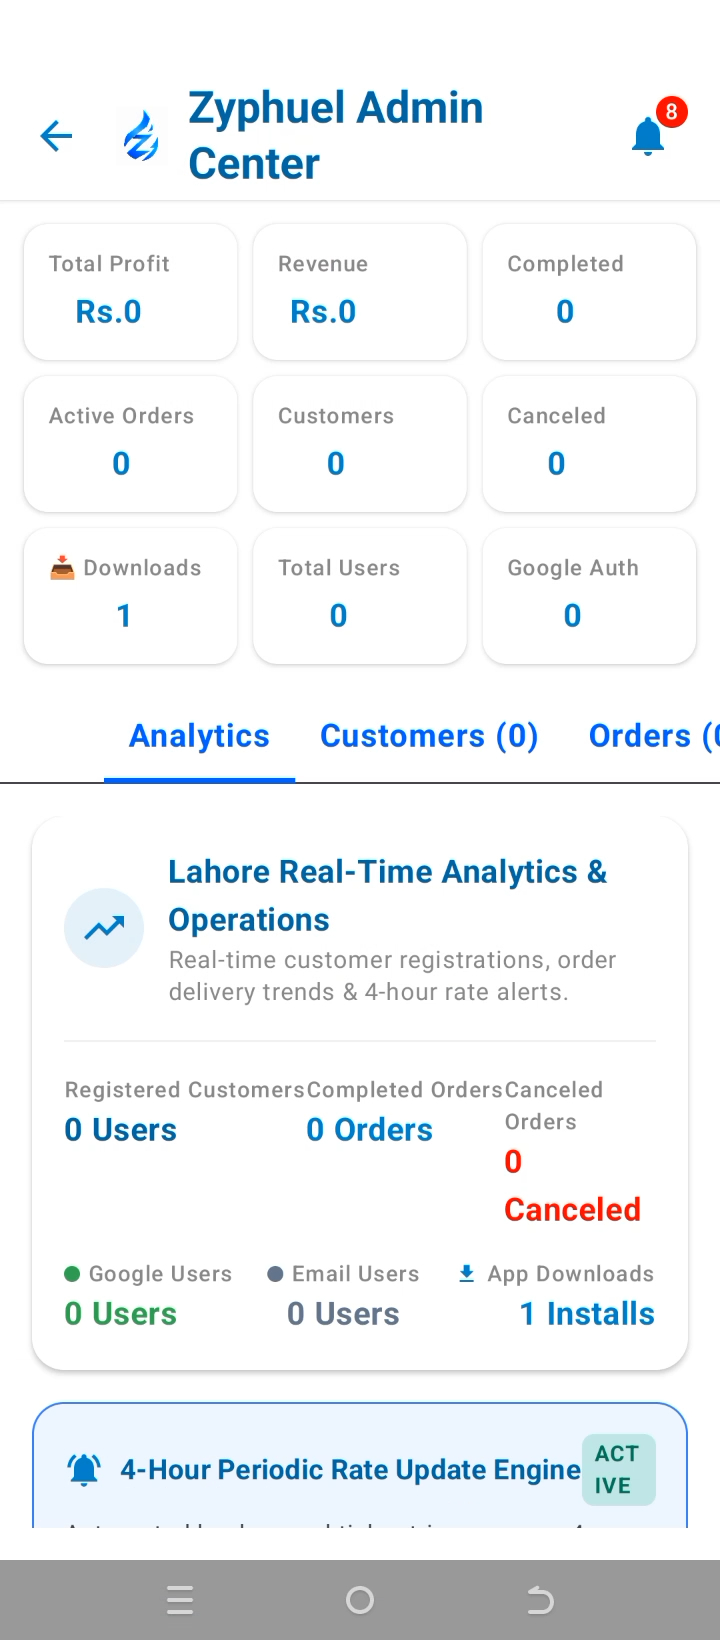 Zyphuel Admin
Center
8
Total Profit
Rs.0
Revenue
Rs.0
Completed
0
Active Orders
0
Customers
0
Canceled
0
Downloads
1
Total Users
0
Google Auth
0
Analytics
Customers (0)
Orders (0
Lahore Real-Time Analytics &
Operations
Real-time customer registrations, order
delivery trends & 4-hour rate alerts.
Registered Customers
0 Users
Completed Orders
0 Orders
Canceled
Orders
0
Canceled
Google Users
0 Users
Email Users
0 Users
App Downloads
1 Installs
4-Hour Periodic Rate Update Engine
ACT
IVE